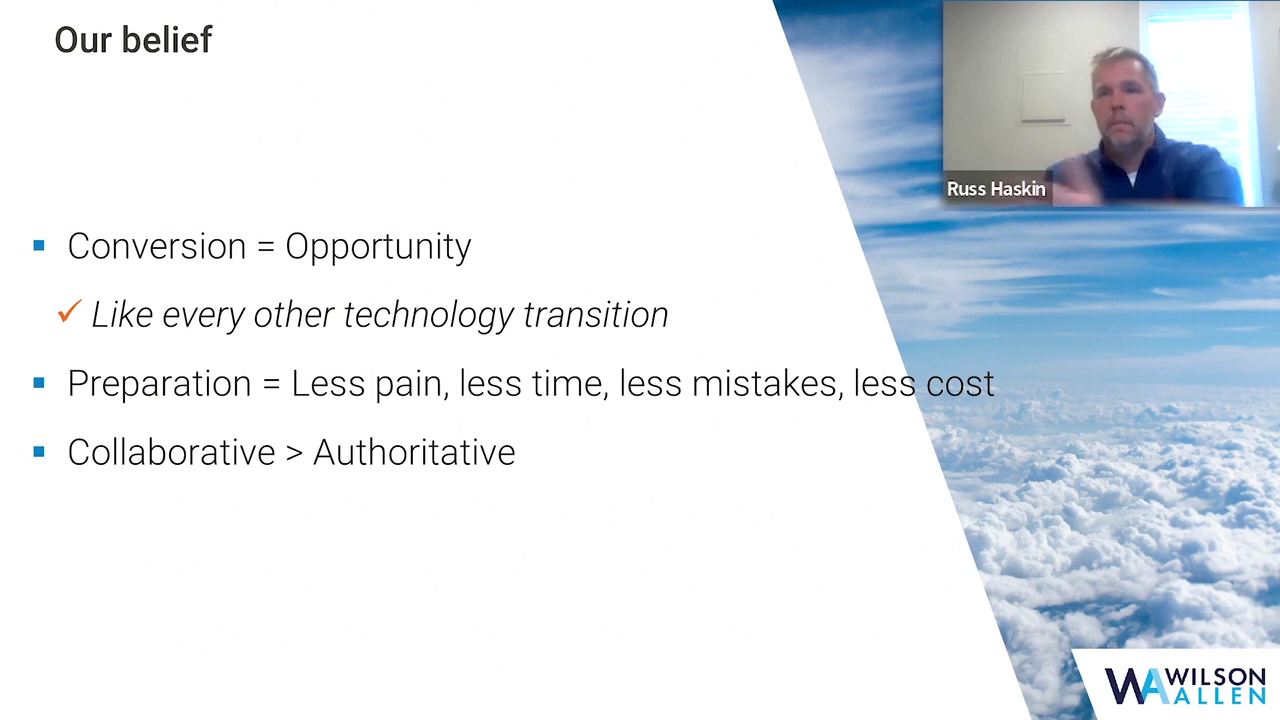 Our belief
Russ Haskin
Conversion = Opportunity
Like every other technology transition
Preparation = Less pain, less time, less mistakes, less cost
Collaborative > Authoritative
WA WILSON
ALLEN